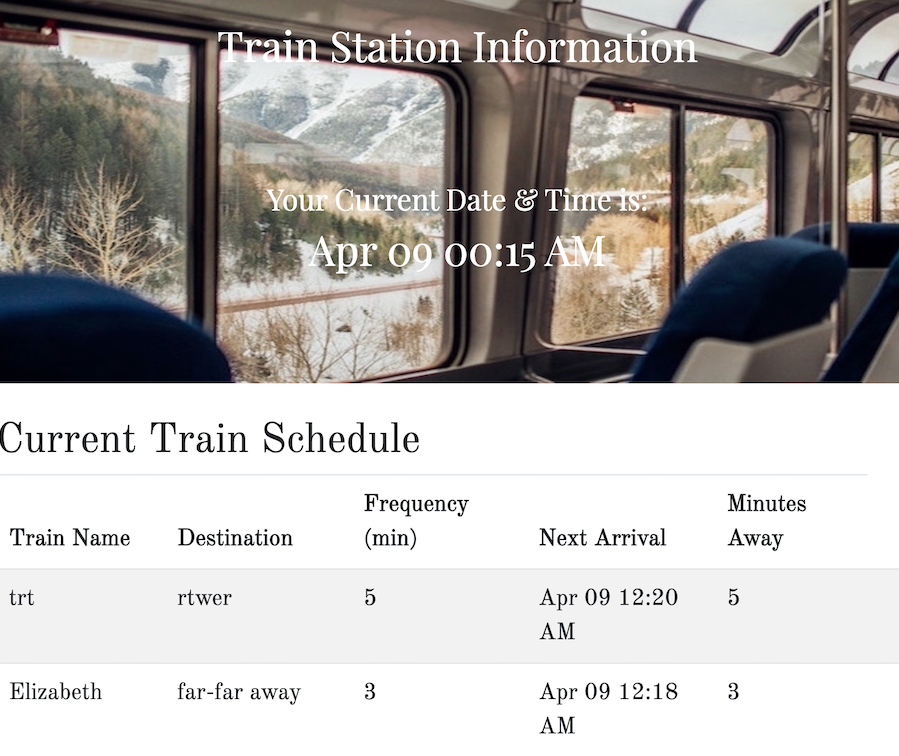 Train Station Information
Your Current Date & Time is:
Apr 09 00:15 AM
Current Train Schedule
Train Name Destination Frequency (min) Next Arrival Minutes Away
trt rtwer 5 Apr 09 12:20 AM 5
Elizabeth far-far away 3 Apr 09 12:18 AM 3